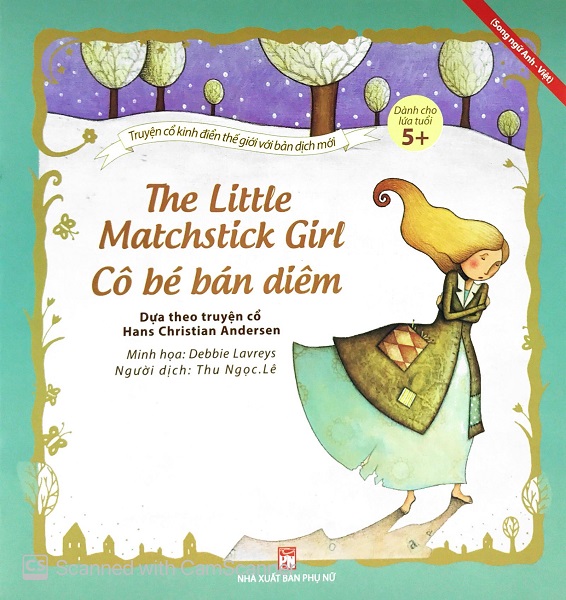 (Song ngữ Anh - Việt)
Truyện cổ kinh điển thế giới với bản dịch mới
Dành cho
lứa tuổi
5+
The Little
Matchstick Girl
Cô bé bán diêm
Dựa theo truyện cổ
Hans Christian Andersen
Minh họa: Debbie Lavreys
Người dịch: Thu Ngọc.Lê
CS Scanned with CamScanner
NHÀ XUẤT BẢN PHỤ NỮ